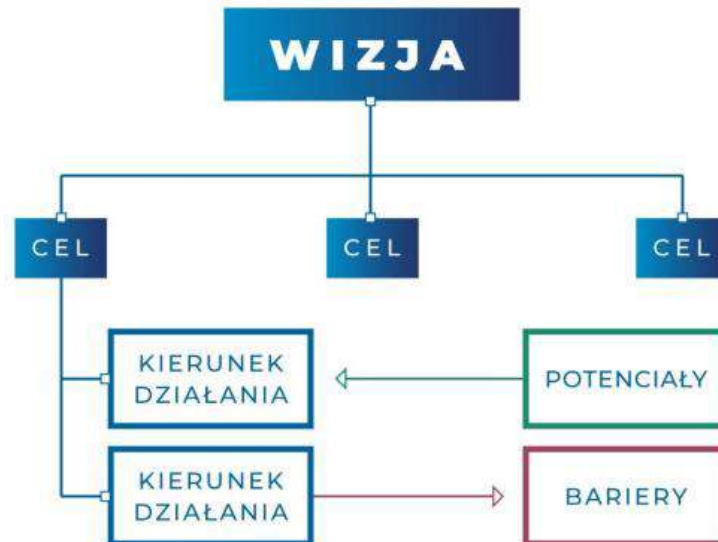 WIZJA
CEL
CEL
CEL
KIERUNEK
DZIAŁANIA
POTENCIAŁY
KIERUNEK
DZIAŁANIA
BARIERY